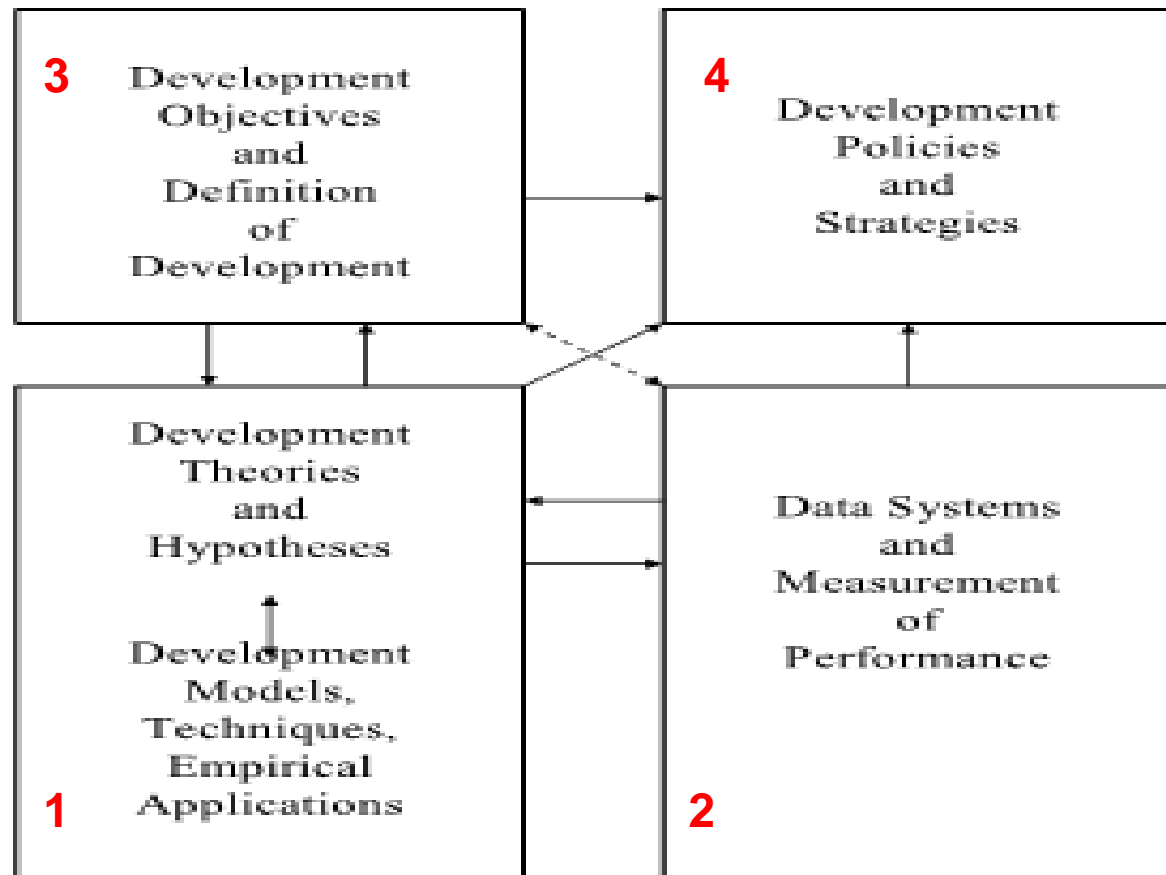 3
Development
Objectives
and
Definition
of
Development
4
Development
Policies
and
Strategies
Development
Theories
and
Hypotheses
Development
Models,
Techniques,
Empirical
Applications
1
Data Systems
and
Measurement
of
Performance
2